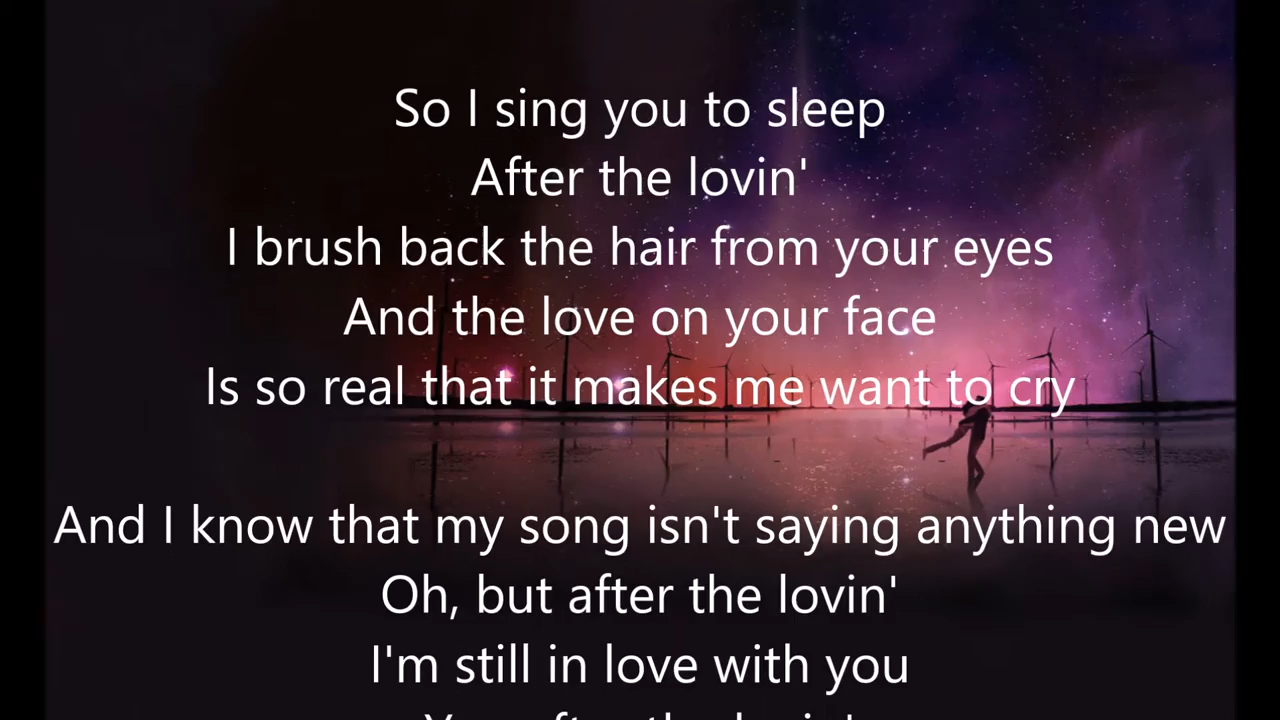 So I sing you to sleep
After the lovin'
I brush back the hair from your eyes
And the love on your face
Is so real that it makes me want to cry
And I know that my song isn't saying anything new
Oh, but after the lovin'
I'm still in love with you